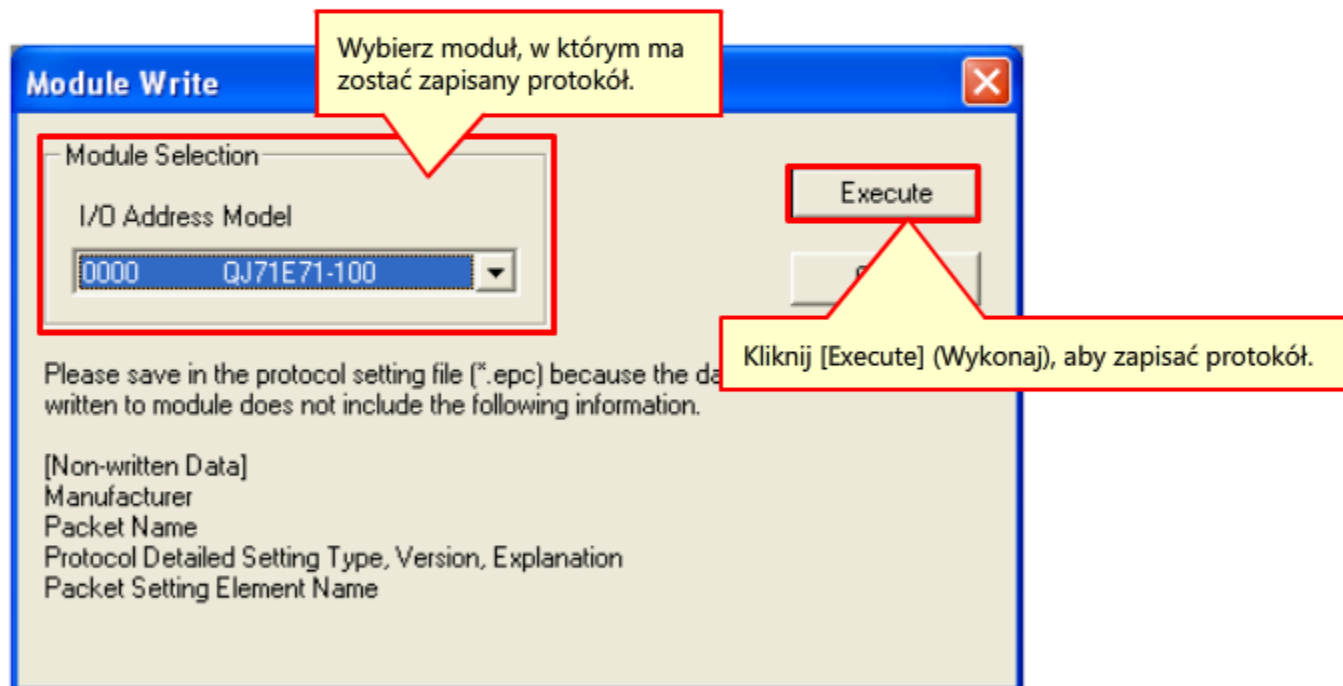 Wybierz moduł, w którym ma
zostać zapisany protokół.
Module Write
Module Selection
I/O Address Model
0000 QJ71E71-100
Execute
Kliknij [Execute] (Wykonaj), aby zapisać protokół.
Please save in the protocol setting file (*.epc) because the
written to module does not include the following information.
[Non-written Data]
Manufacturer
Packet Name
Protocol Detailed Setting Type, Version, Explanation
Packet Setting Element Name